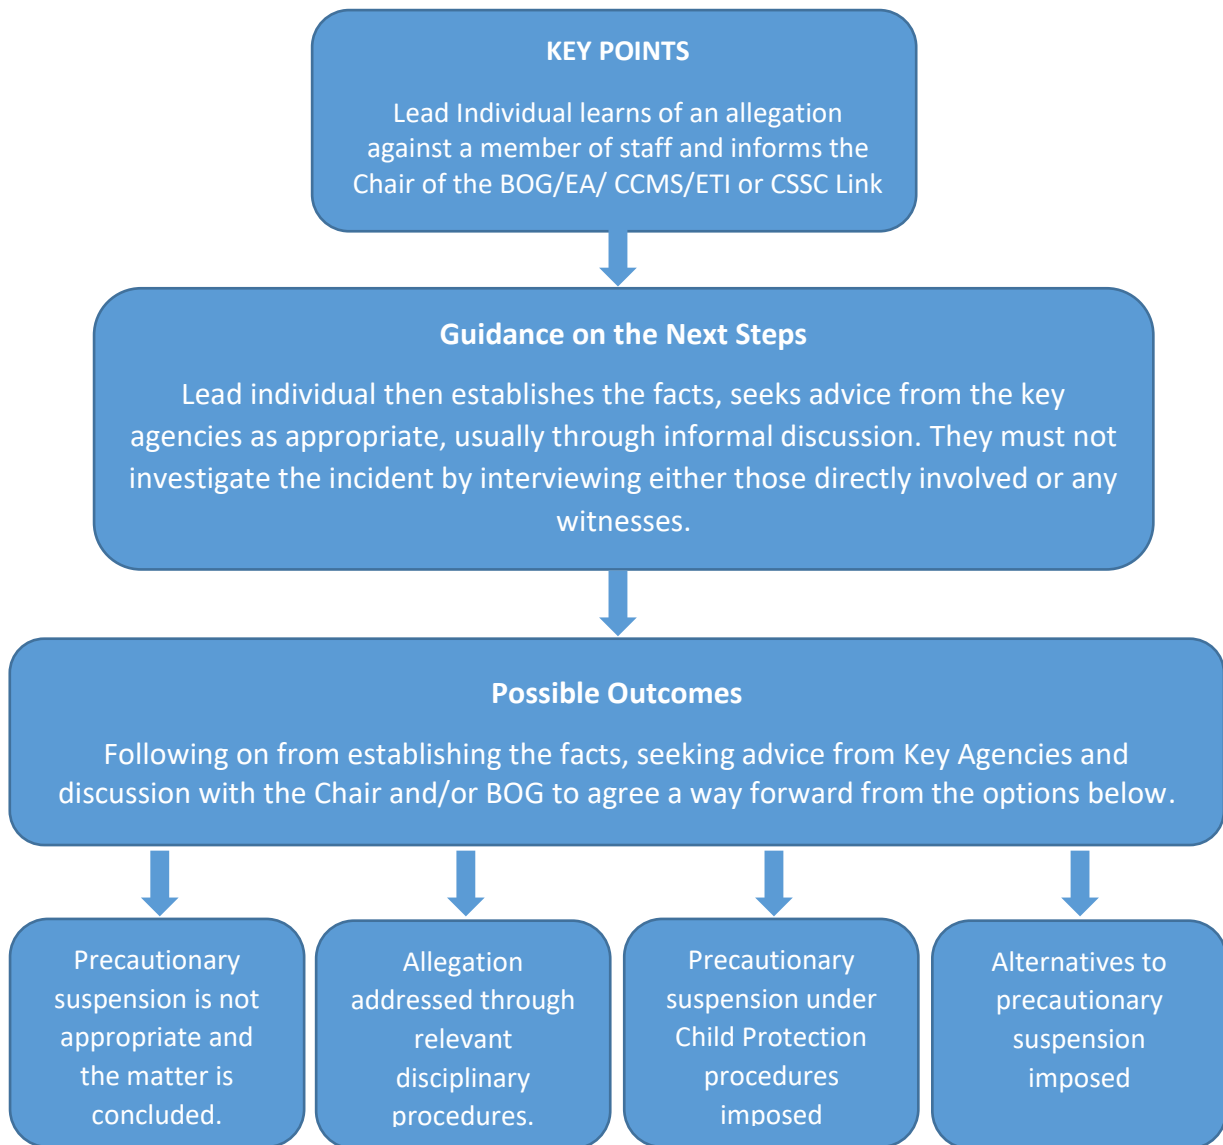 KEY POINTS
Lead Individual learns of an allegation
against a member of staff and informs the
Chair of the BOG/EA/ CCMS/ETI or CSSC Link
Guidance on the Next Steps
Lead individual then establishes the facts, seeks advice from the key
agencies as appropriate, usually through informal discussion. They must not
investigate the incident by interviewing either those directly involved or any
witnesses.
Possible Outcomes
Following on from establishing the facts, seeking advice from Key Agencies and
discussion with the Chair and/or BOG to agree a way forward from the options below.
Precautionary
suspension is not
appropriate and
the matter is
concluded.
Allegation
addressed through
relevant
disciplinary
procedures.
Precautionary
suspension under
Child Protection
procedures
imposed
Alternatives to
precautionary
suspension
imposed